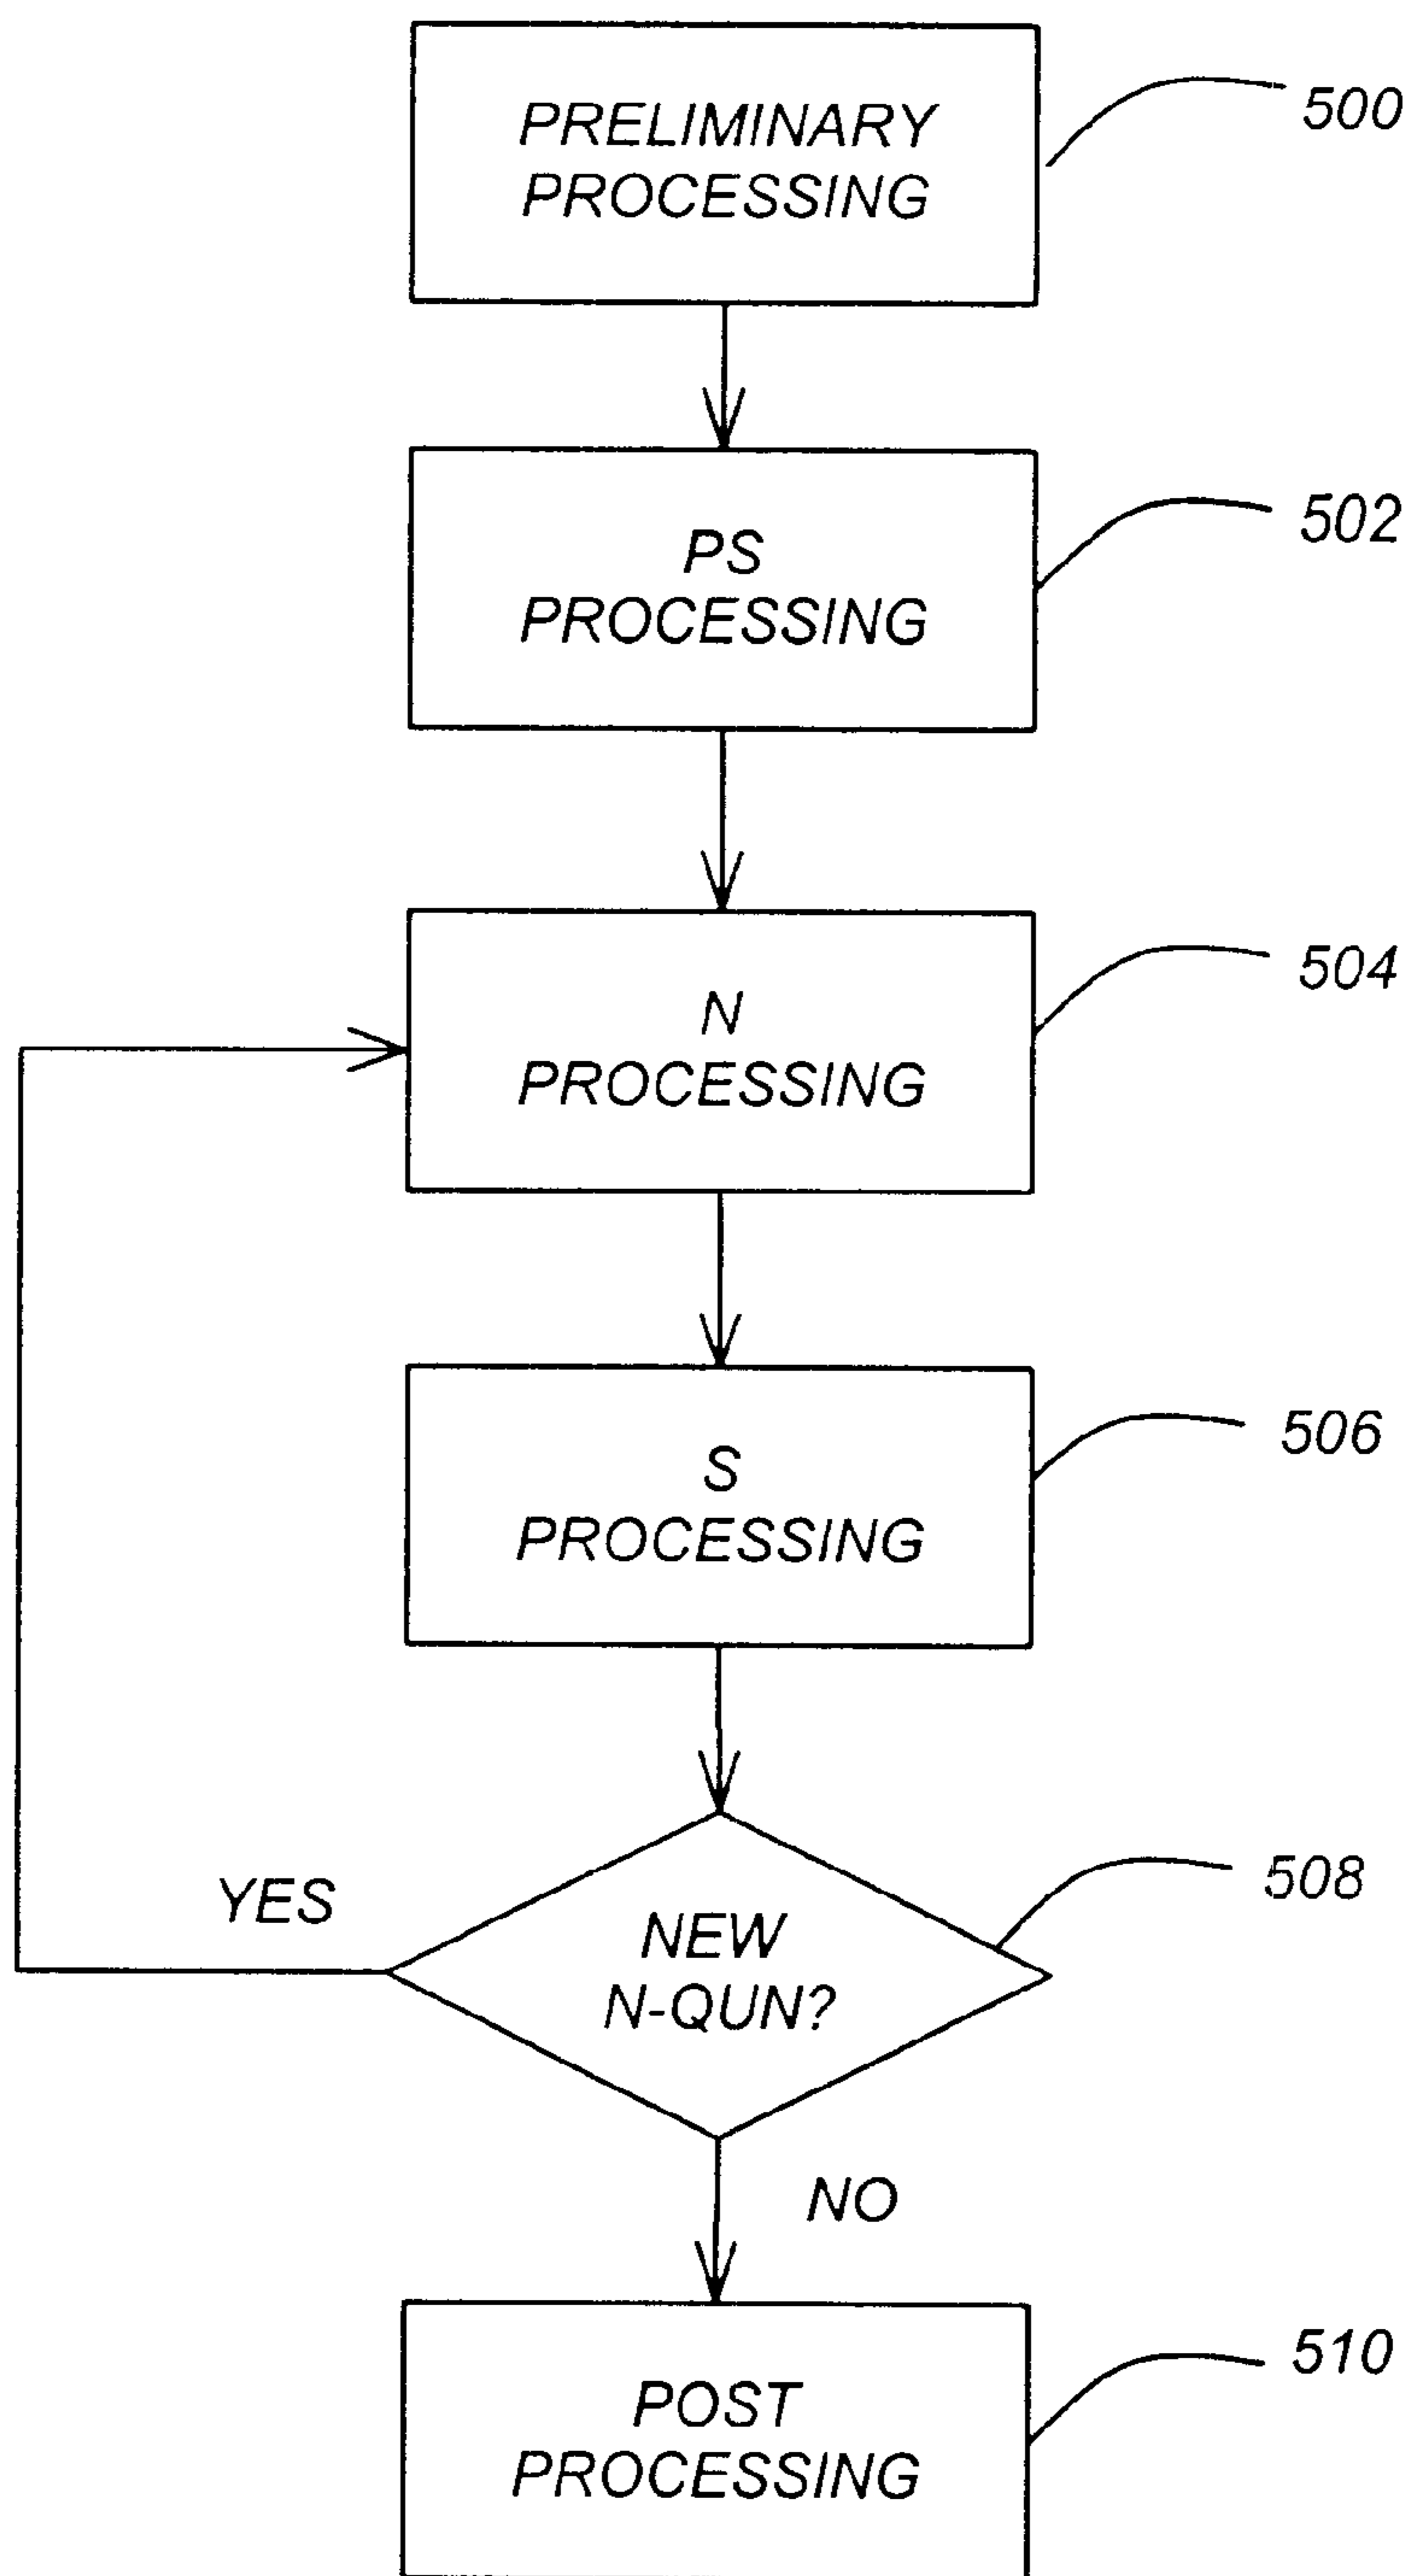 PRELIMINARY
PROCESSING
500
PS
PROCESSING
502
N
PROCESSING
504
S
PROCESSING
506
YES
NEW
N-QUN?
508
NO
POST
PROCESSING
510